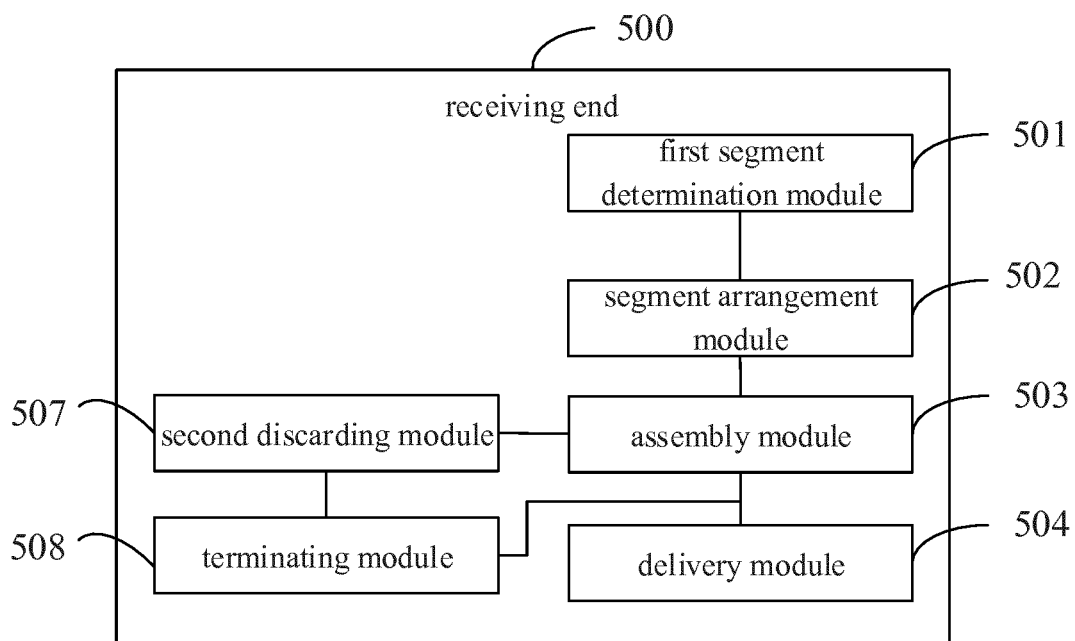 500
receiving end
first segment
determination module
501
segment arrangement
module
502
507
second discarding module
assembly module
503
508
terminating module
delivery module
504